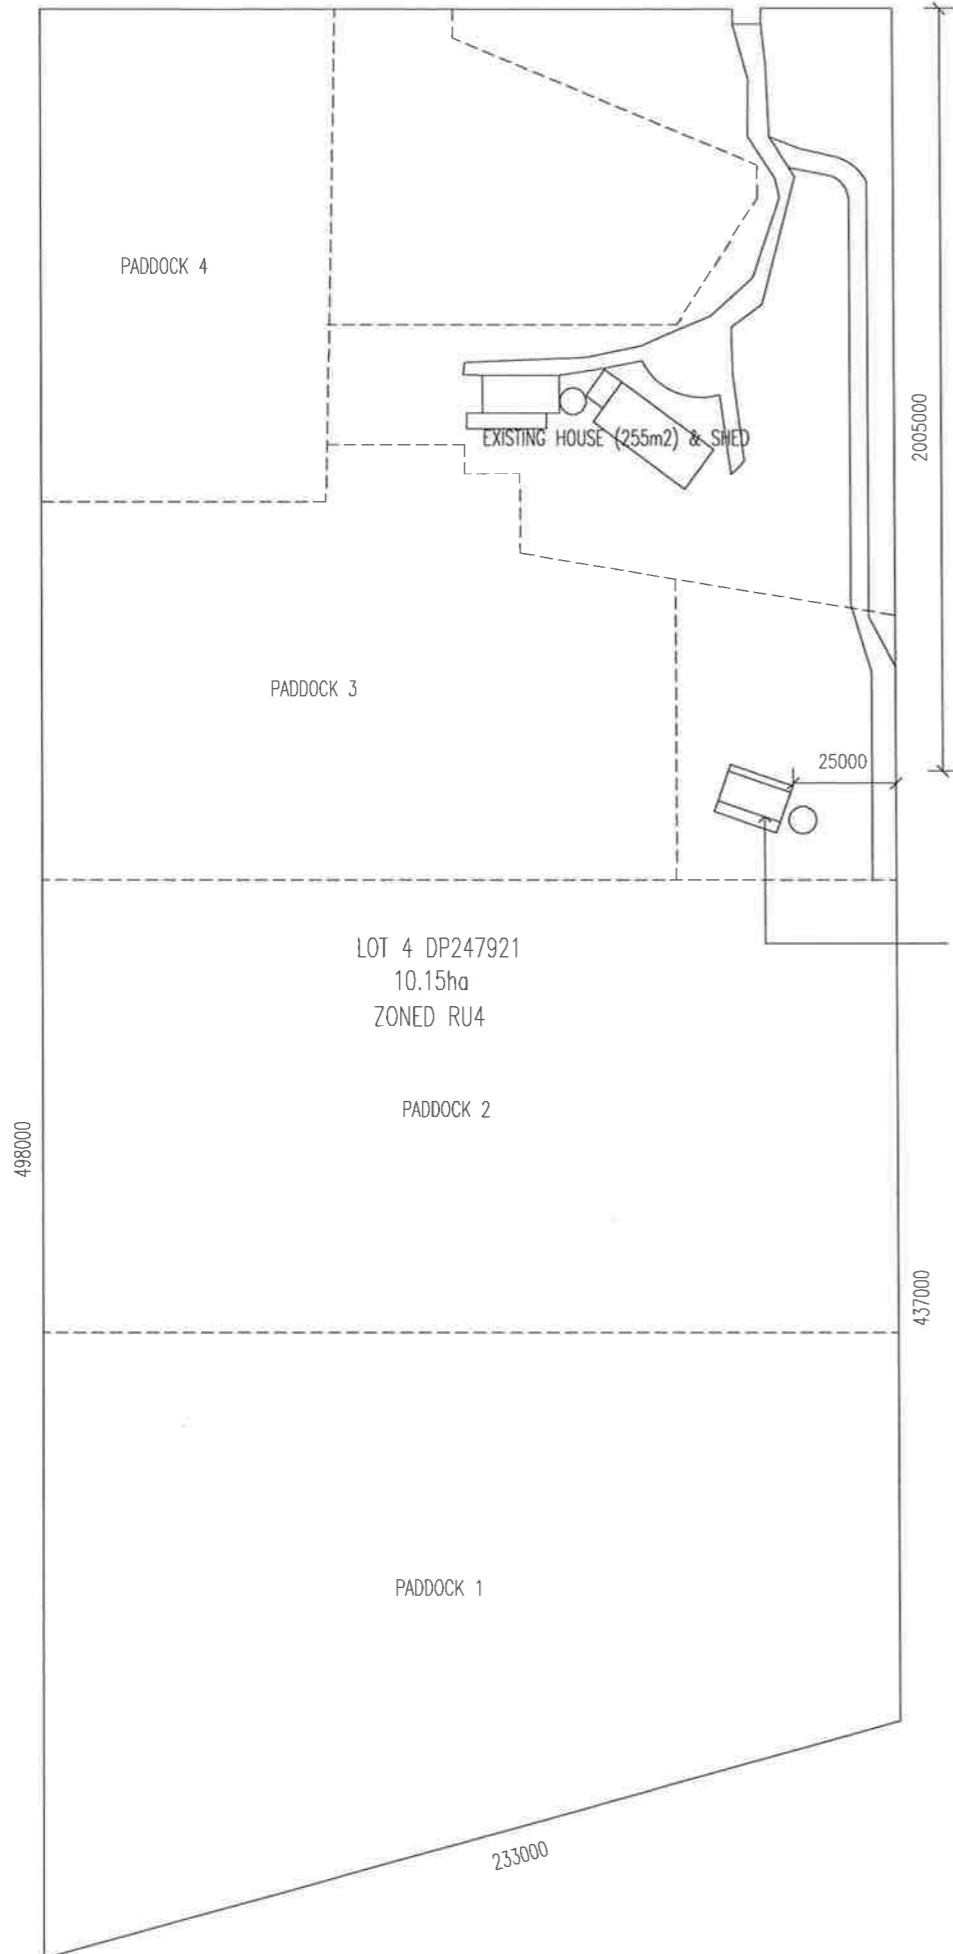 PADDOCK 4
2005000
EXISTING HOUSE (255m2) & SHED
PADDOCK 3
25000
LOT 4 DP247921
10.15ha
ZONED RU4
PADDOCK 2
498000
437000
PADDOCK 1
233000